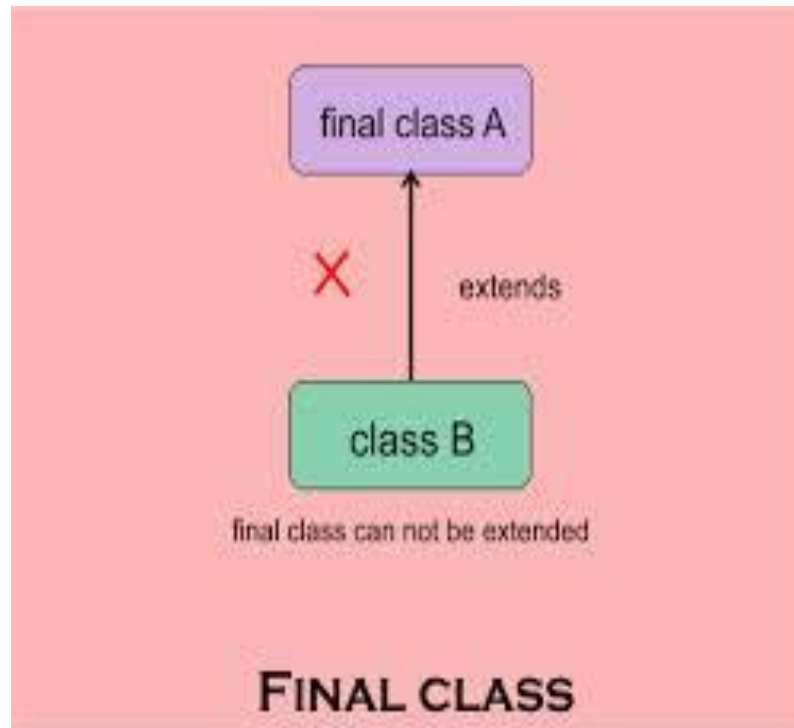 final class A
X
extends
class B
final class can not be extended
FINAL CLASS